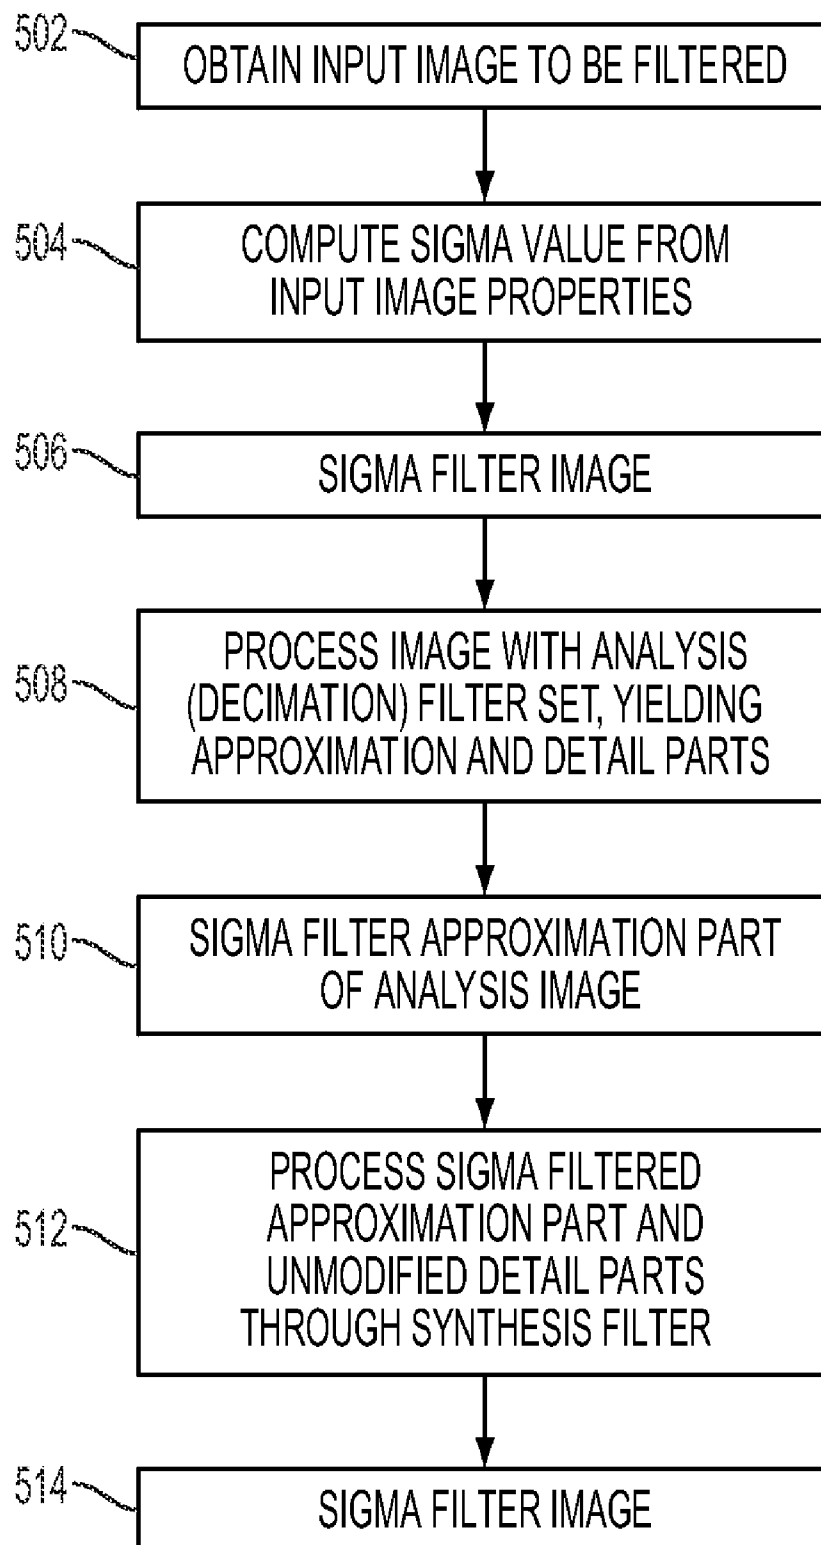 502
OBTAIN INPUT IMAGE TO BE FILTERED
504
COMPUTE SIGMA VALUE FROM
INPUT IMAGE PROPERTIES
506
SIGMA FILTER IMAGE
508
PROCESS IMAGE WITH ANALYSIS
(DECIMATION) FILTER SET, YIELDING
APPROXIMATION AND DETAIL PARTS
510
SIGMA FILTER APPROXIMATION PART
OF ANALYSIS IMAGE
512
PROCESS SIGMA FILTERED
APPROXIMATION PART AND
UNMODIFIED DETAIL PARTS
THROUGH SYNTHESIS FILTER
514
SIGMA FILTER IMAGE